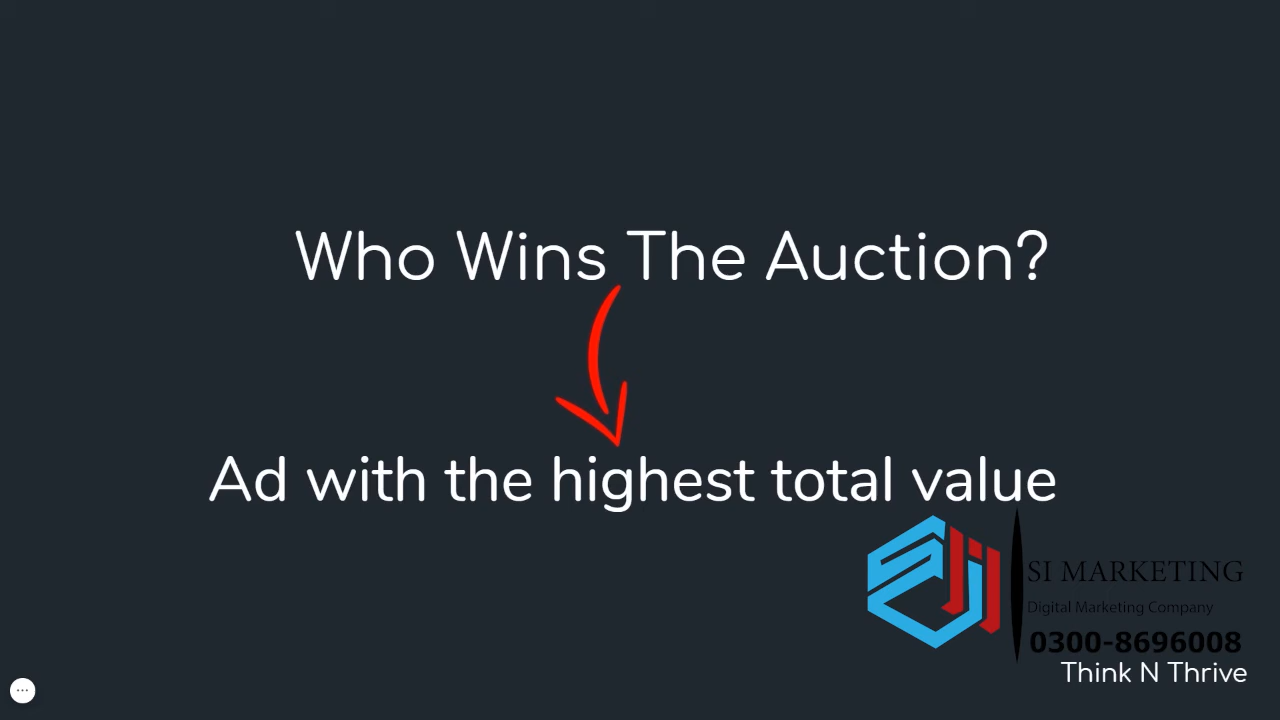 Who Wins The Auction?
Ad with the highest total value
SI MARKETING
Digital Marketing Company
0300-8696008
Think N Thrive